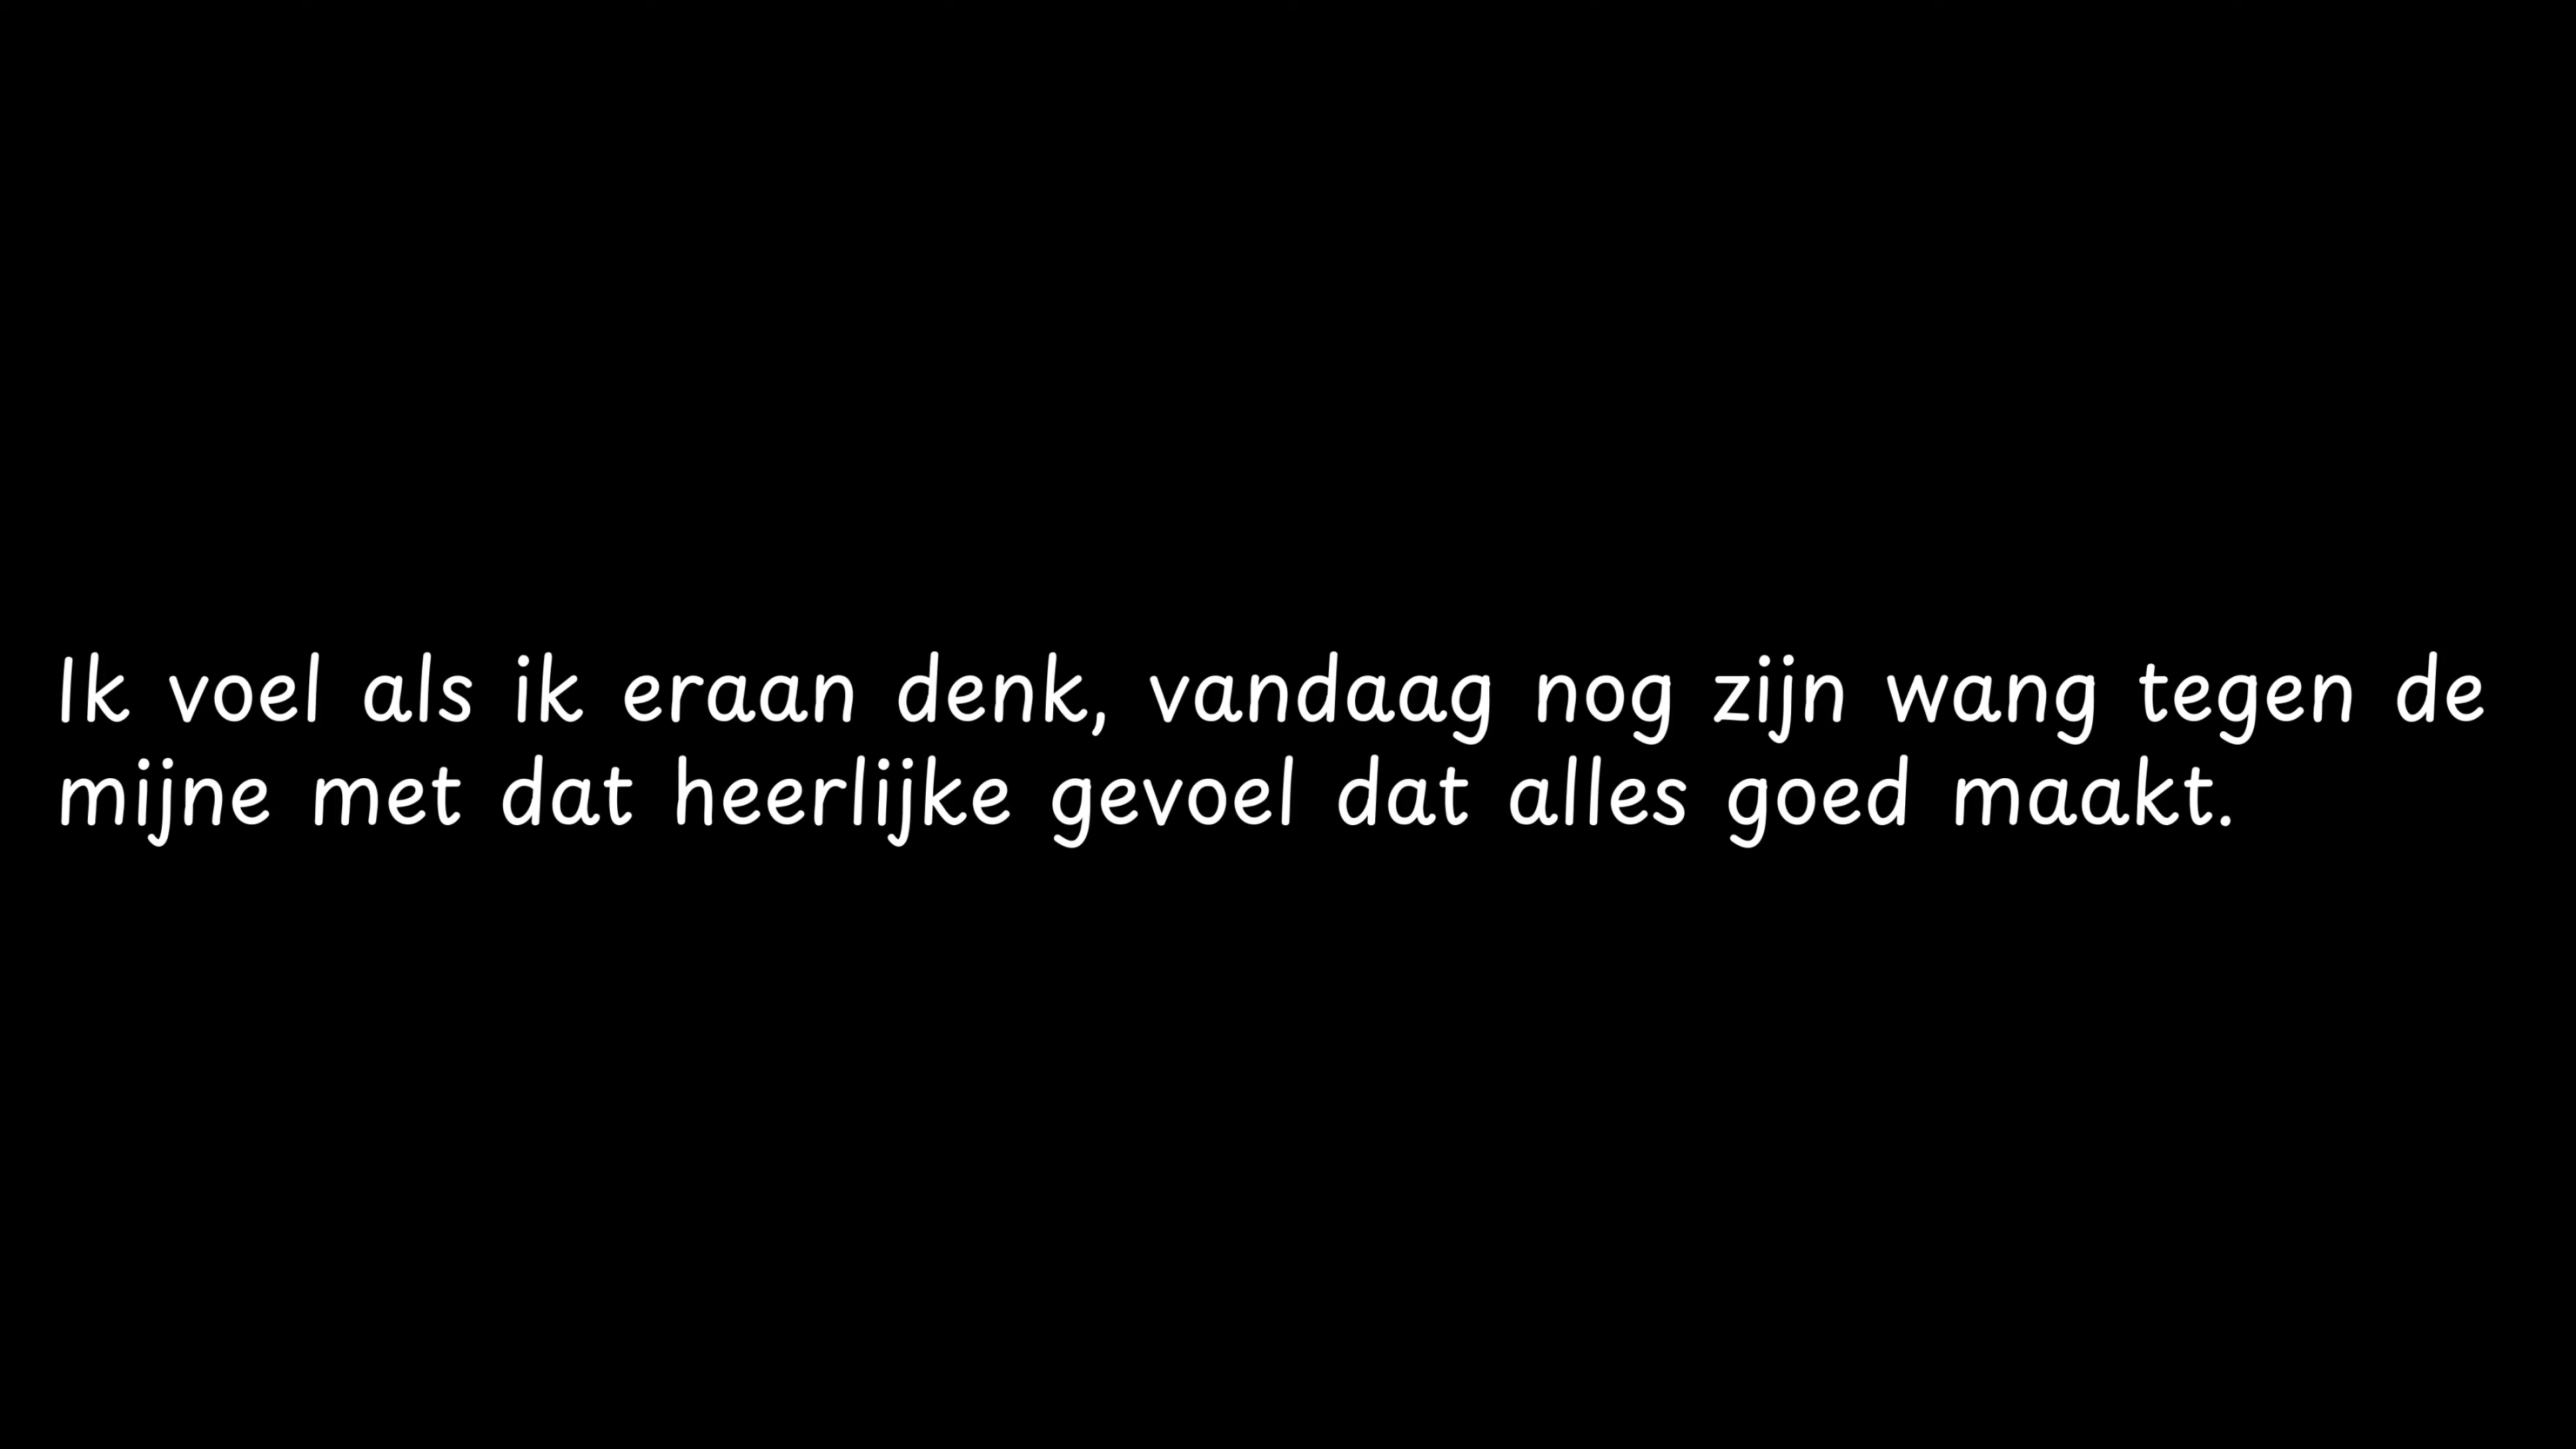 Ik voel als ik eraan denk, vandaag nog zijn wang tegen de
mijne met dat heerlijke gevoel dat alles goed maakt.